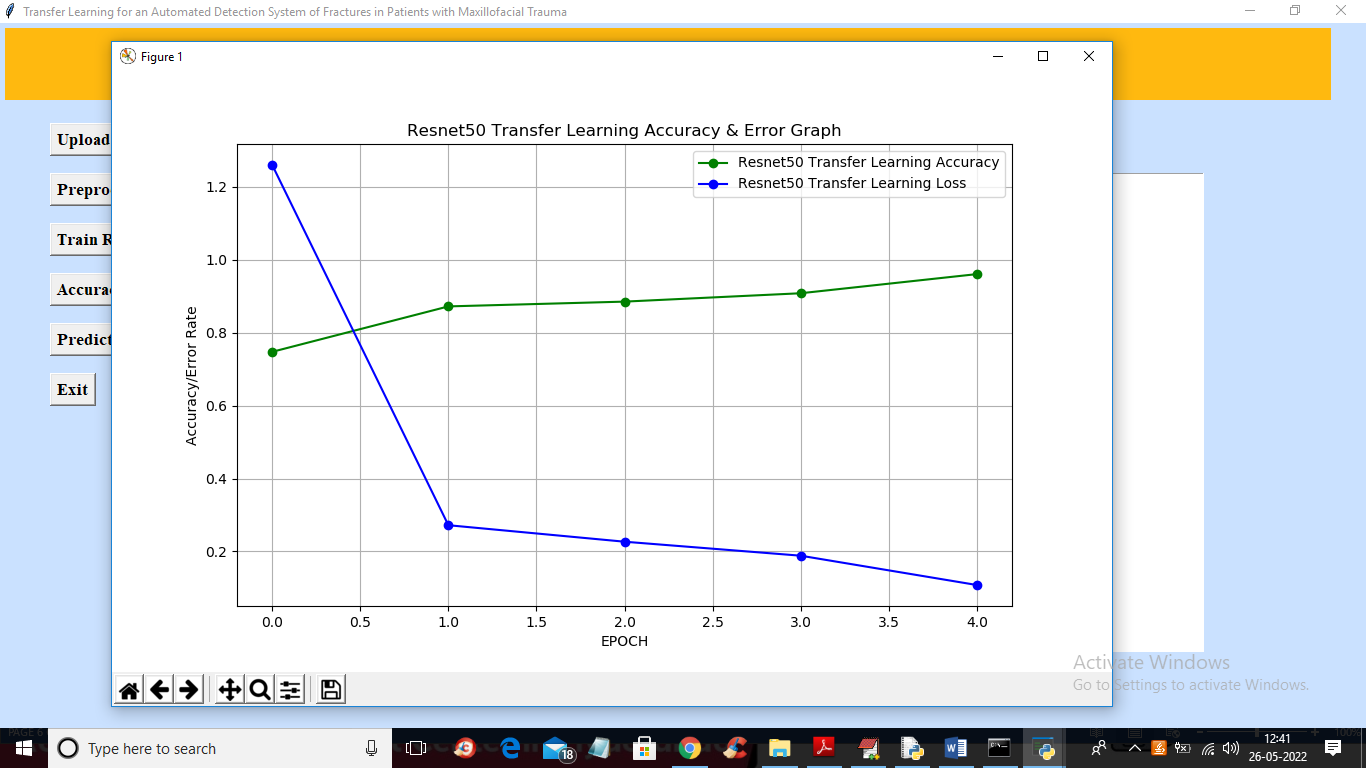 Transfer Learning for an Automated Detection System of Fractures in Patients with Maxillofacial Trauma
Figure 1
Upload
Prepro
Train R
Accura
Predict
Exit
Resnet50 Transfer Learning Accuracy & Error Graph
Resnet50 Transfer Learning Accuracy
Resnet50 Transfer Learning Loss
Accuracy/Error Rate
1.2
1.0
0.8
0.6
0.4
0.2
0.0 0.5 1.0 1.5 2.0 2.5 3.0 3.5 4.0
EPOCH
Activate Windows
Go to Settings to activate Windows.
PAGE 6
100%
Type here to search
18
12:41
26-05-2022